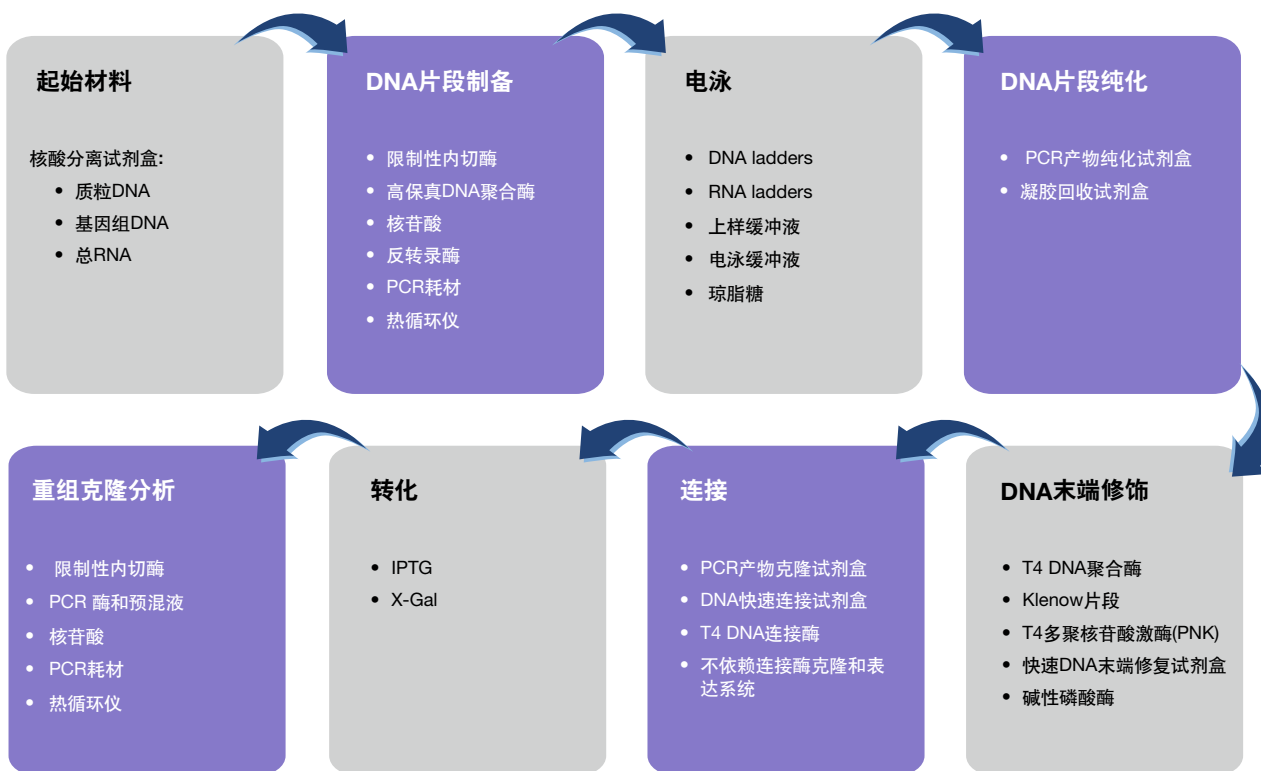 起始材料
核酸分离试剂盒:
• 质粒DNA
• 基因组DNA
• 总RNA
DNA片段制备
• 限制性内切酶
• 高保真DNA聚合酶
• 核苷酸
• 反转录酶
• PCR耗材
• 热循环仪
电泳
• DNA ladders
• RNA ladders
• 上样缓冲液
• 电泳缓冲液
• 琼脂糖
DNA片段纯化
• PCR产物纯化试剂盒
• 凝胶回收试剂盒
DNA末端修饰
• T4 DNA聚合酶
• Klenow片段
• T4多聚核苷酸激酶(PNK)
• 快速DNA末端修复试剂盒
• 碱性磷酸酶
连接
• PCR产物克隆试剂盒
• DNA快速连接试剂盒
• T4 DNA连接酶
• 不依赖连接酶克隆和表
达系统
转化
• IPTG
• X-Gal
重组克隆分析
• 限制性内切酶
• PCR 酶和预混液
• 核苷酸
• PCR耗材
• 热循环仪